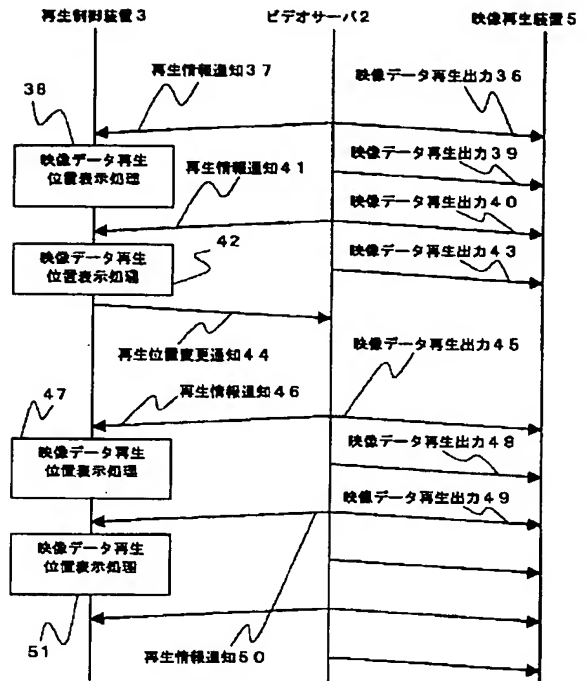 再生制御装置3 ビデオサーバ2 映像再生装置5
再生情報通知37 映像データ再生出力36
38
映像データ再生
位置表示処理
映像データ再生出力39
再生情報通知41
映像データ再生出力40
42
映像データ再生
位置表示処理
映像データ再生出力43
再生位置変更通知44
映像データ再生出力45
再生情報通知46
47
映像データ再生
位置表示処理
映像データ再生出力48
映像データ再生出力49
映像データ再生
位置表示処理
51
再生情報通知50